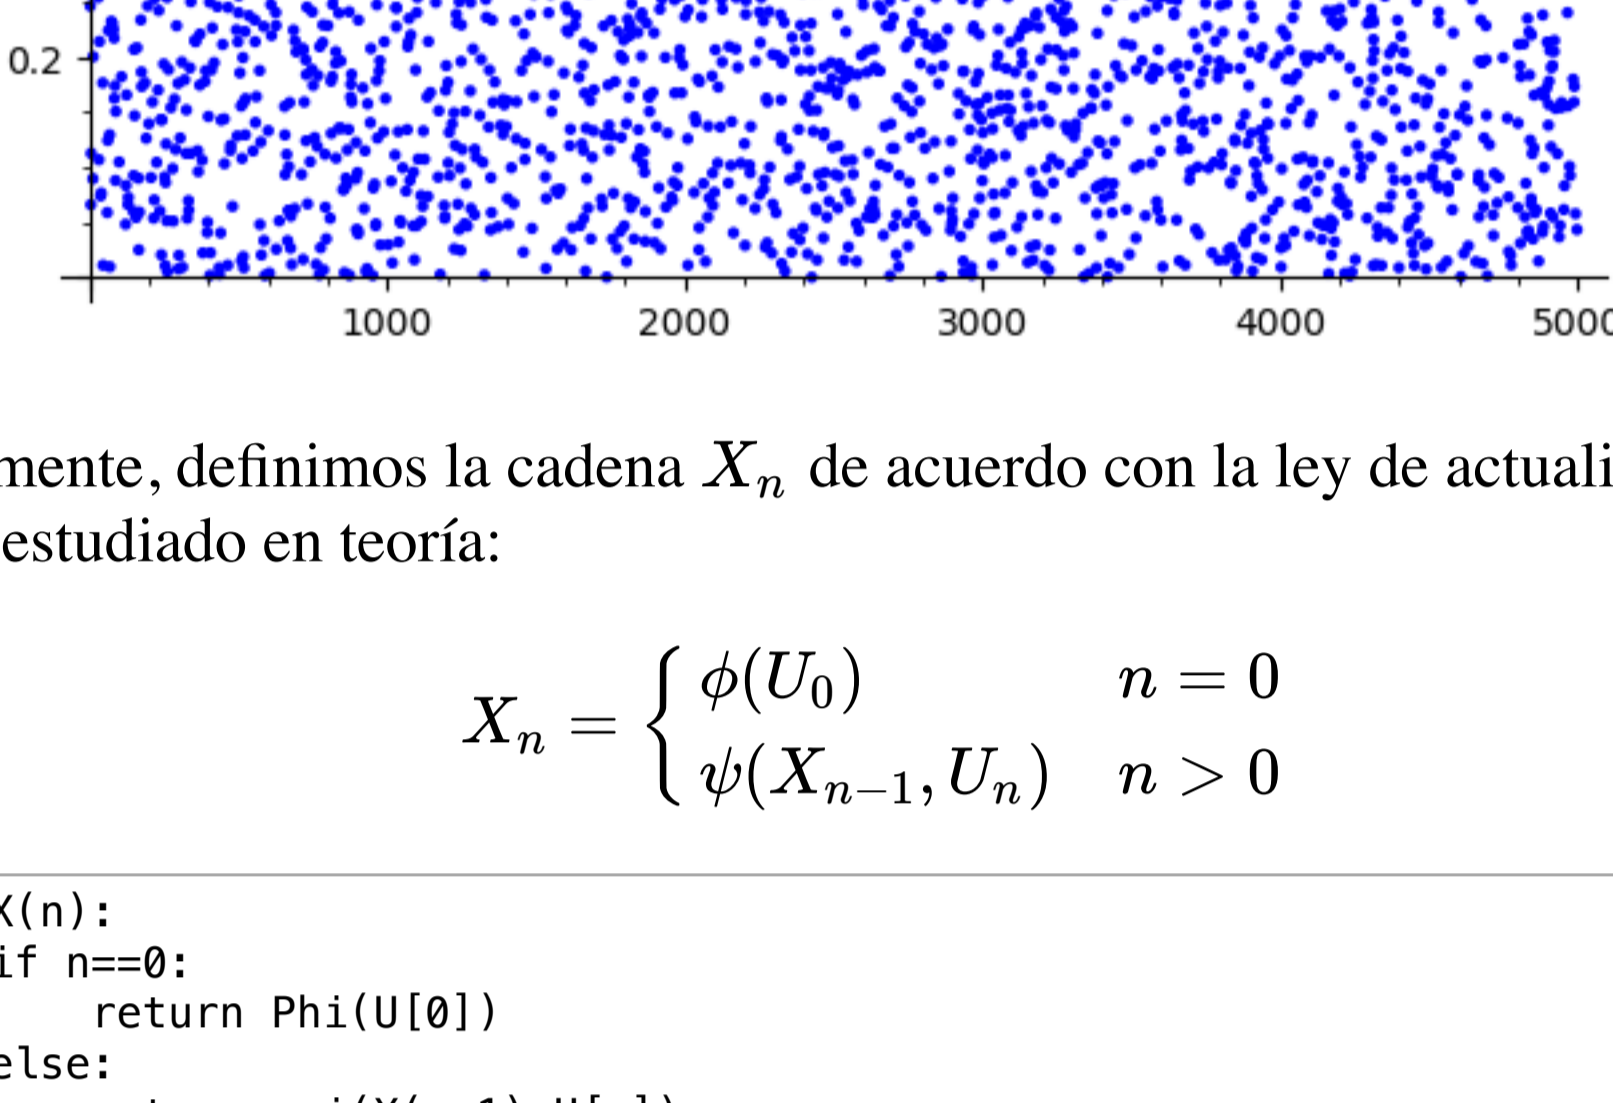 0.2
1000 2000 3000 4000 5000
mente, definimos la cadena Xₙ de acuerdo con la ley de actuali
estudiado en teoría:
Xₙ = { ϕ(U₀) n = 0
ψ(Xₙ₋₁, Uₙ) n > 0
X(n):
if n==0:
return Phi(U[0])
else: